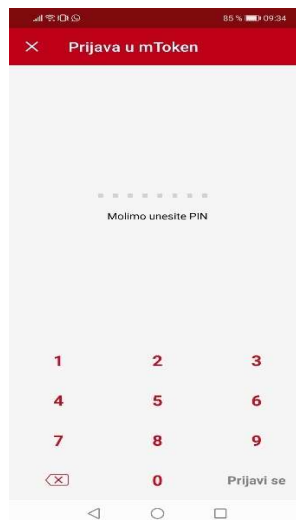 85 % 09:34
Prijava u mToken
Molimo unesite PIN
1 2 3
4 5 6
7 8 9
0 Prijavi se